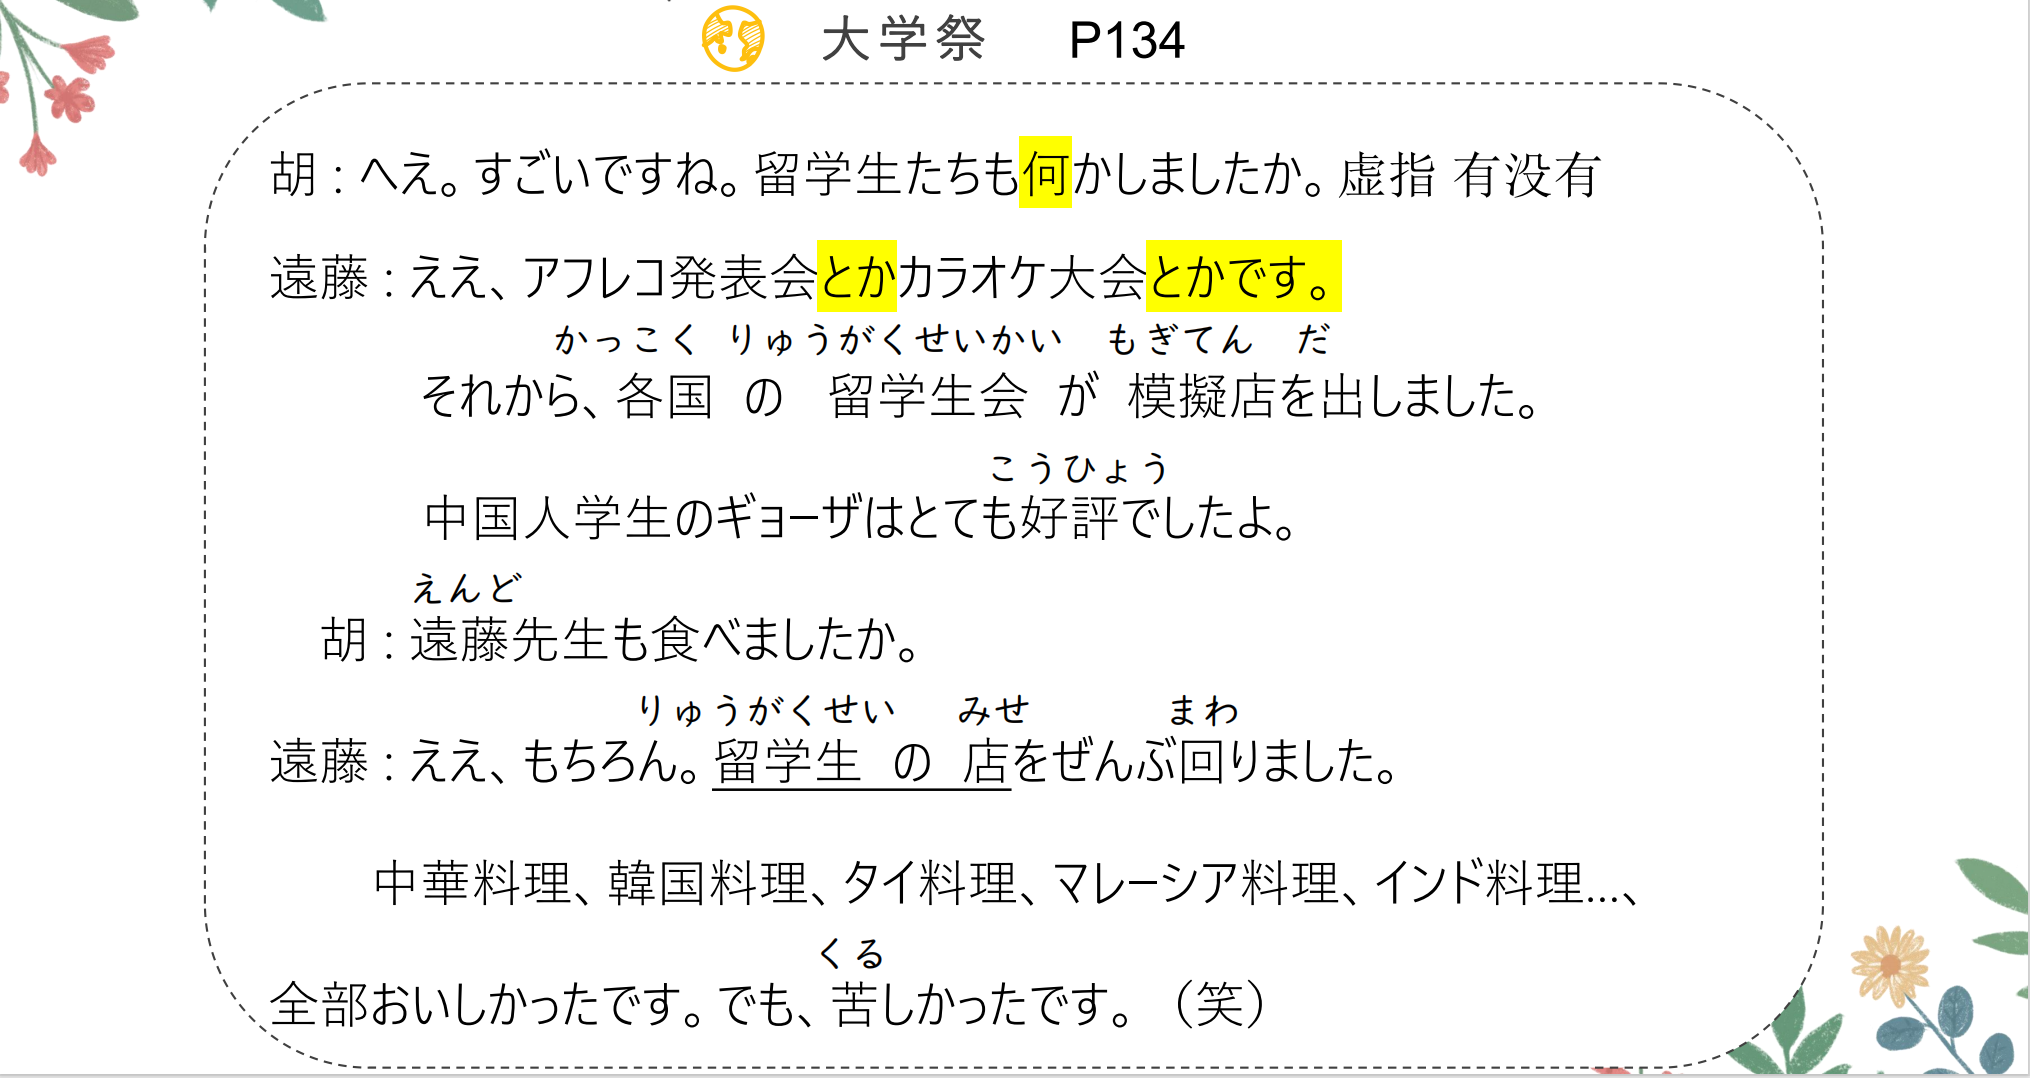 大学祭 P134
胡：へえ。すごいですね。留学生たちも何かしましたか。虚指 有没有
遠藤：ええ、アフレコ発表会とかカラオケ大会とかです。
かっこく りゅうがくせいかい もぎてん だ
それから、各国 の 留学生会 が 模擬店を出しました。
こうひょう
中国人学生のギョーザはとても好評でしたよ。
えんど
胡：遠藤先生も食べましたか。
りゅうがくせい みせ まわ
遠藤：ええ、もちろん。留学生 の 店をぜんぶ回りました。
中華料理、韓国料理、タイ料理、マレーシア料理、インド料理…、
くる
全部おいしかったです。でも、苦しかったです。（笑）